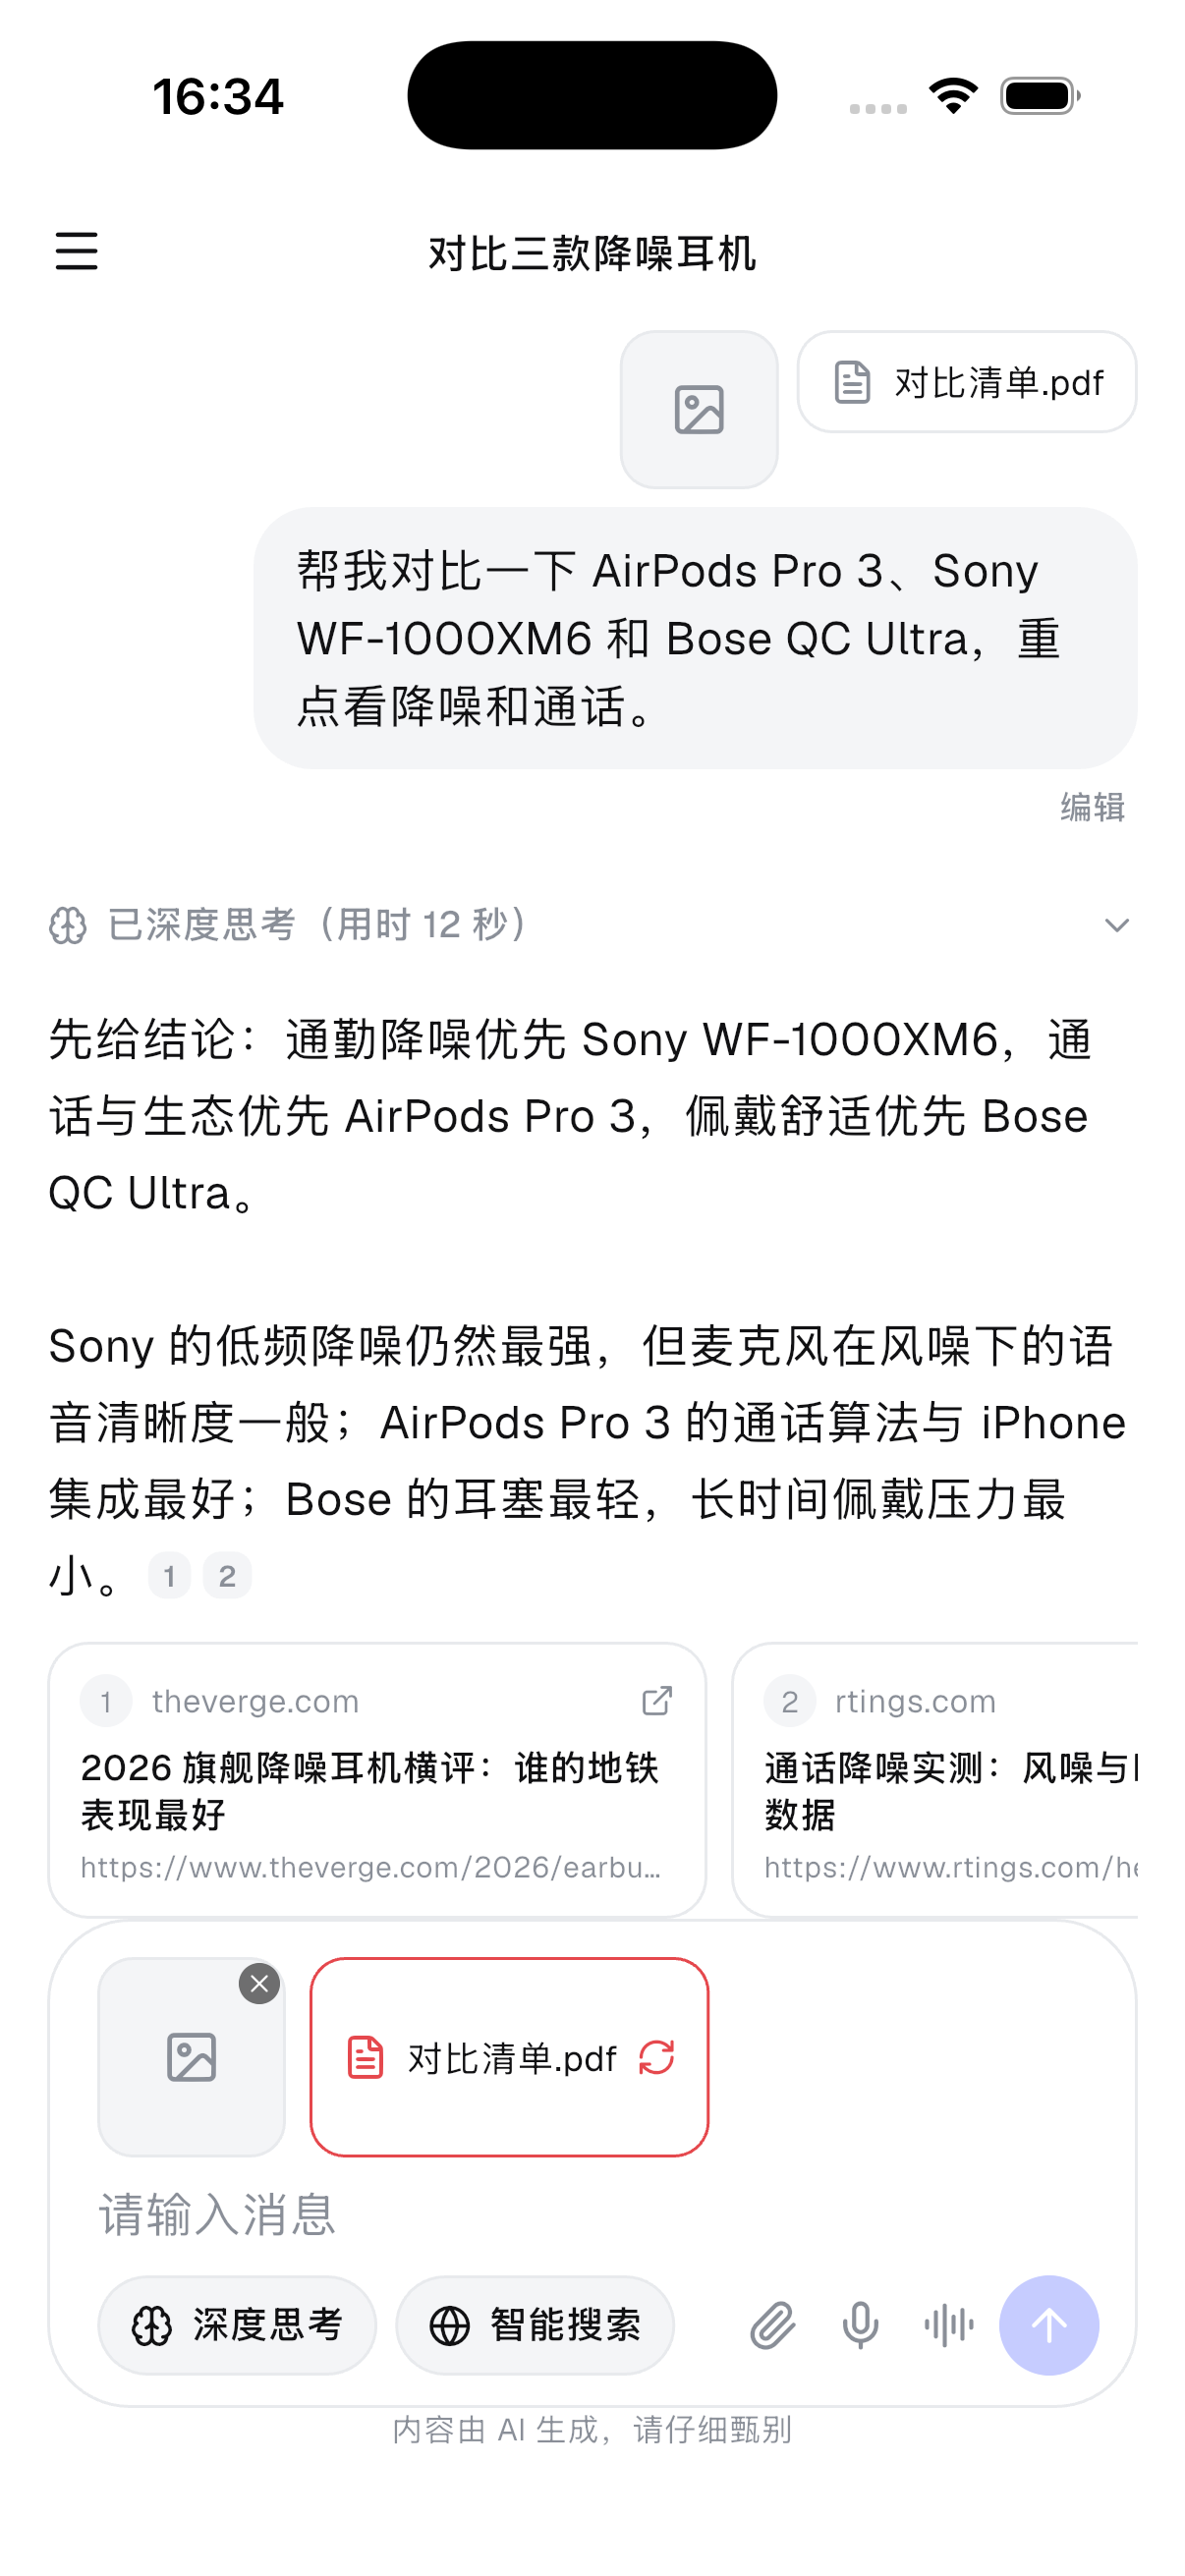 16:34
对比三款降噪耳机
对比清单.pdf
帮我对比一下 AirPods Pro 3、Sony
WF-1000XM6 和 Bose QC Ultra，重
点看降噪和通话。
编辑
已深度思考（用时 12 秒）
先给结论：通勤降噪优先 Sony WF-1000XM6，通
话与生态优先 AirPods Pro 3，佩戴舒适优先 Bose
QC Ultra。
Sony 的低频降噪仍然最强，但麦克风在风噪下的语
音清晰度一般；AirPods Pro 3 的通话算法与 iPhone
集成最好；Bose 的耳塞最轻，长时间佩戴压力最
小。 1 2
1 theverge.com
2026 旗舰降噪耳机横评：谁的地铁
表现最好
https://www.theverge.com/2026/earbu...
2 rtings.com
通话降噪实测：风噪与
数据
https://www.rtings.com/he
对比清单.pdf
请输入消息
深度思考
智能搜索
内容由 AI 生成，请仔细甄别